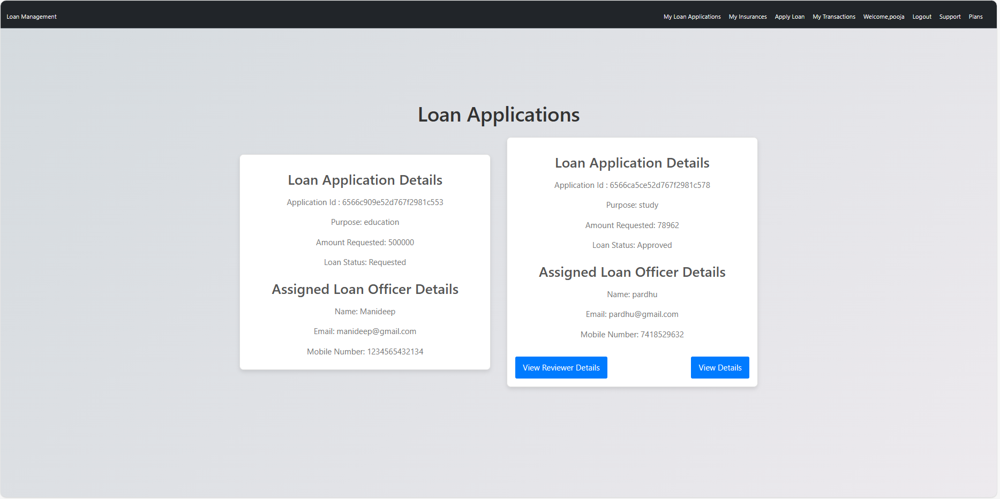 Loan Management
My Loan Applications My Insurances Apply Loan My Transactions Welcome,pooja Logout Support Plans
Loan Applications
Loan Application Details
Application Id : 6566c909e52d767f2981c553
Purpose: education
Amount Requested: 500000
Loan Status: Requested
Assigned Loan Officer Details
Name: Manideep
Email: manideep@gmail.com
Mobile Number: 1234565432134
Loan Application Details
Application Id : 6566ca5ce52d767f2981c578
Purpose: study
Amount Requested: 78962
Loan Status: Approved
Assigned Loan Officer Details
Name: pardhu
Email: pardhu@gmail.com
Mobile Number: 7418529632
View Reviewer Details View Details